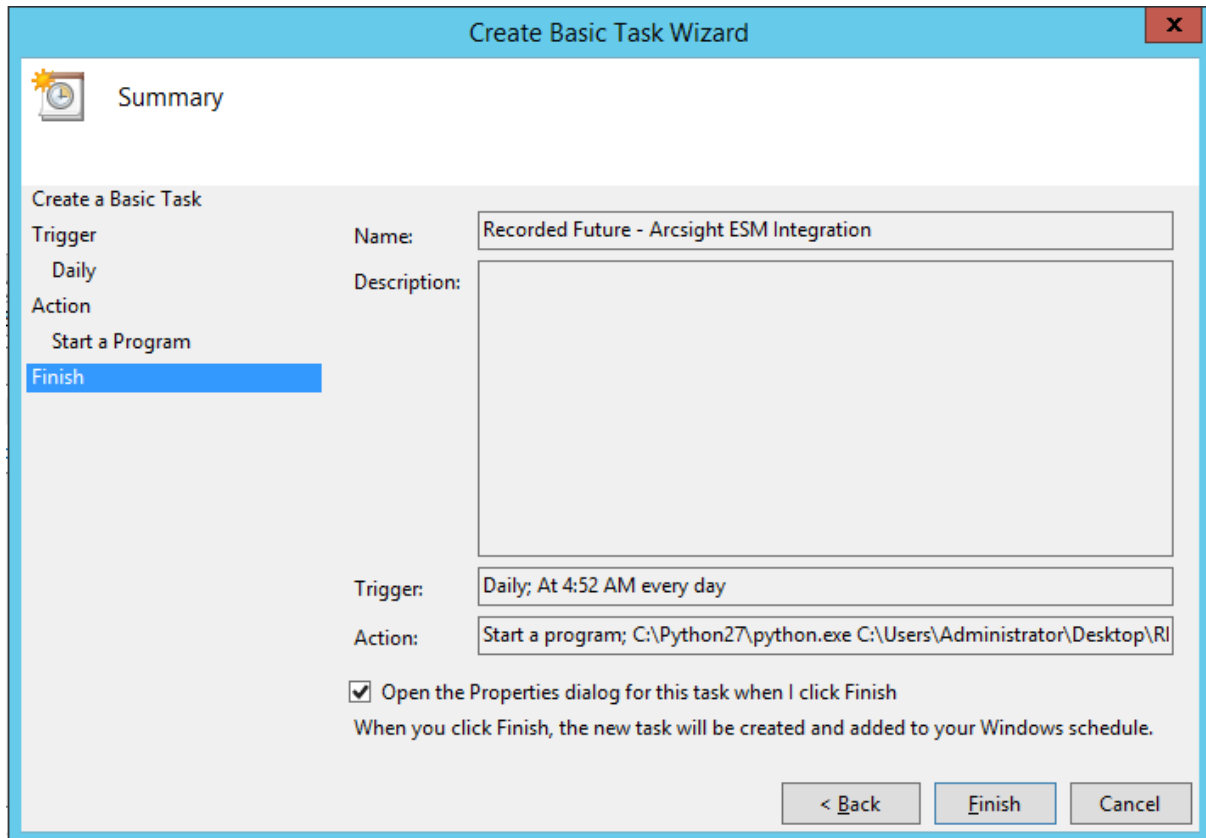 Create Basic Task Wizard
x
Summary
Create a Basic Task
Trigger
Daily
Action
Start a Program
Finish
Name:
Recorded Future - Arcsight ESM Integration
Description:
Trigger:
Daily; At 4:52 AM every day
Action:
Start a program; C:\Python27\python.exe C:\Users\Administrator\Desktop\
Open the Properties dialog for this task when I click Finish
When you click Finish, the new task will be created and added to your Windows schedule.
< Back
Finish
Cancel